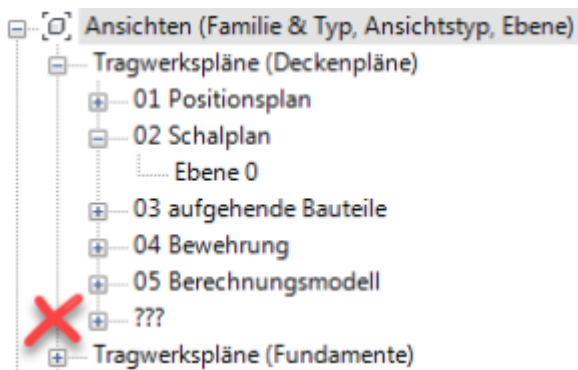 Ansichten (Familie & Typ, Ansichtstyp, Ebene)
Tragwerkspläne (Deckenpläne)
01 Positionsplan
02 Schalplan
Ebene 0
03 aufgehende Bauteile
04 Bewehrung
05 Berechnungsmodell
???
Tragwerkspläne (Fundamente)